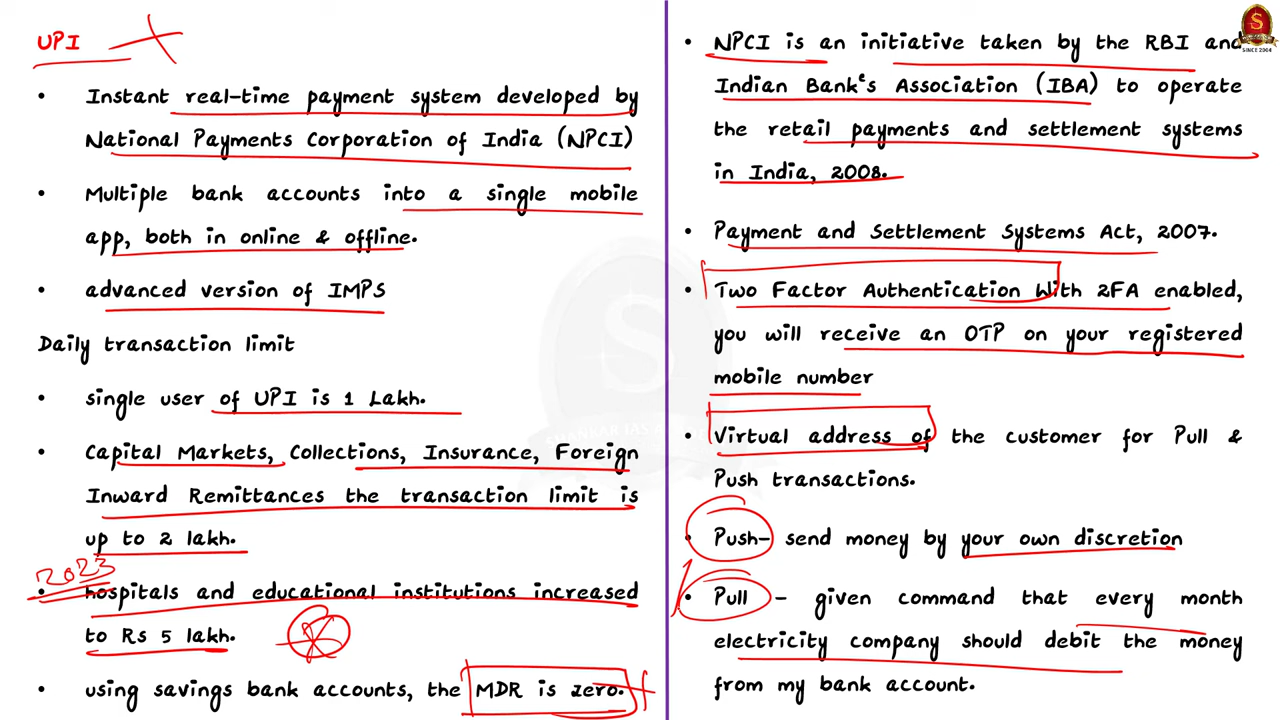 UPI
• Instant real-time payment system developed by
National Payments Corporation of India (NPCI)
• Multiple bank accounts into a single mobile
app, both in online & offline.
• advanced version of IMPS
Daily transaction limit
• single user of UPI is 1 Lakh.
• Capital Markets, Collections, Insurance, Foreign
Inward Remittances the transaction limit is
up to 2 lakh.
2023
• hospitals and educational institutions increased
to Rs 5 lakh.
• using savings bank accounts, the MDR is zero.
• NPCI is an initiative taken by the RBI and
Indian Bank's Association (IBA) to operate
the retail payments and settlement systems
in India, 2008.
• Payment and Settlement Systems Act, 2007.
• Two Factor Authentication With 2FA enabled,
you will receive an OTP on your registered
mobile number
• Virtual address of the customer for Pull &
Push transactions.
• Push- send money by your own discretion
• Pull - given command that every month
electricity company should debit the money
from my bank account.
S
SINCE 2004